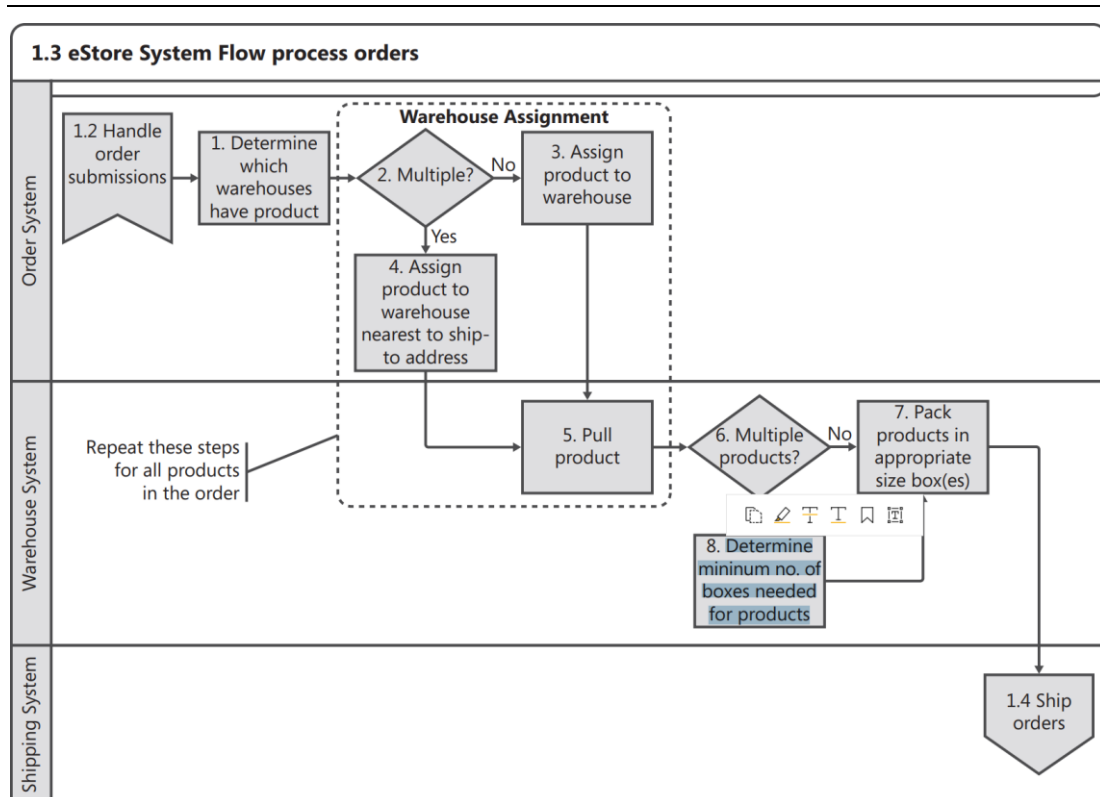 1.3 eStore System Flow process orders
Order System
Warehouse Assignment
1.2 Handle
order
submissions
1. Determine
which
warehouses
have product
2. Multiple?
No
3. Assign
product to
warehouse
Yes
4. Assign
product to
warehouse
nearest to ship-
to address
Warehouse System
Repeat these steps
for all products
in the order
5. Pull
product
6. Multiple
products?
No
7. Pack
products in
appropriate
size box(es)
8. Determine
mininum no. of
boxes needed
for products
Shipping System
1.4 Ship
orders